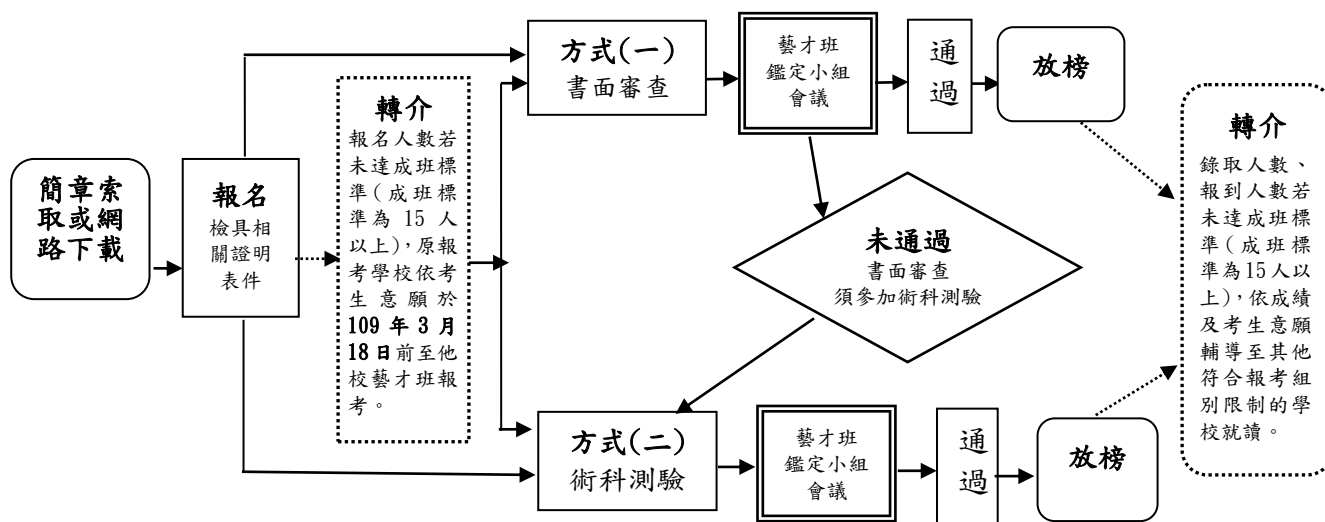 簡章索
取或網
路下載
報名
檢具相
關證明
表件
轉介
報名人數若
未達成班標
準(成班標
準為 15 人
以上),原報
考學校依考
生意願於
109 年 3 月
18 日前至他
校藝才班報
考。
方式(一)
書面審查
藝才班
鑑定小組
會議
通
過
放榜
未通過
書面審查
須參加術科測驗
方式(二)
術科測驗
藝才班
鑑定小組
會議
通
過
放榜
轉介
錄取人數、
報到人數若
未達成班標
準(成班標
準為15人以
上),依成績
及考生意願
輔導至其他
符合報考組
別限制的學
校就讀。